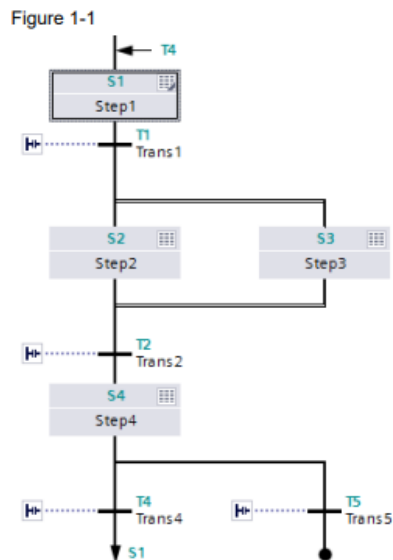 Figure 1-1
T4
S1
Step1
T1
Trans1
S2
Step2
S3
Step3
T2
Trans2
S4
Step4
T4
Trans4
T5
Trans5
S1